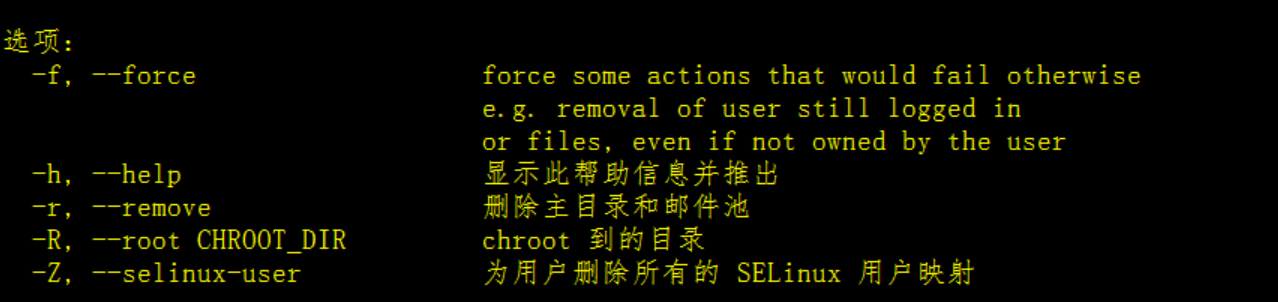 选项：
-f, --force force some actions that would fail otherwise
e.g. removal of user still logged in
or files, even if not owned by the user
-h, --help 显示此帮助信息并推出
-r, --remove 删除主目录和邮件池
-R, --root CHROOT_DIR chroot 到的目录
-Z, --selinux-user 为用户删除所有的 SELinux 用户映射